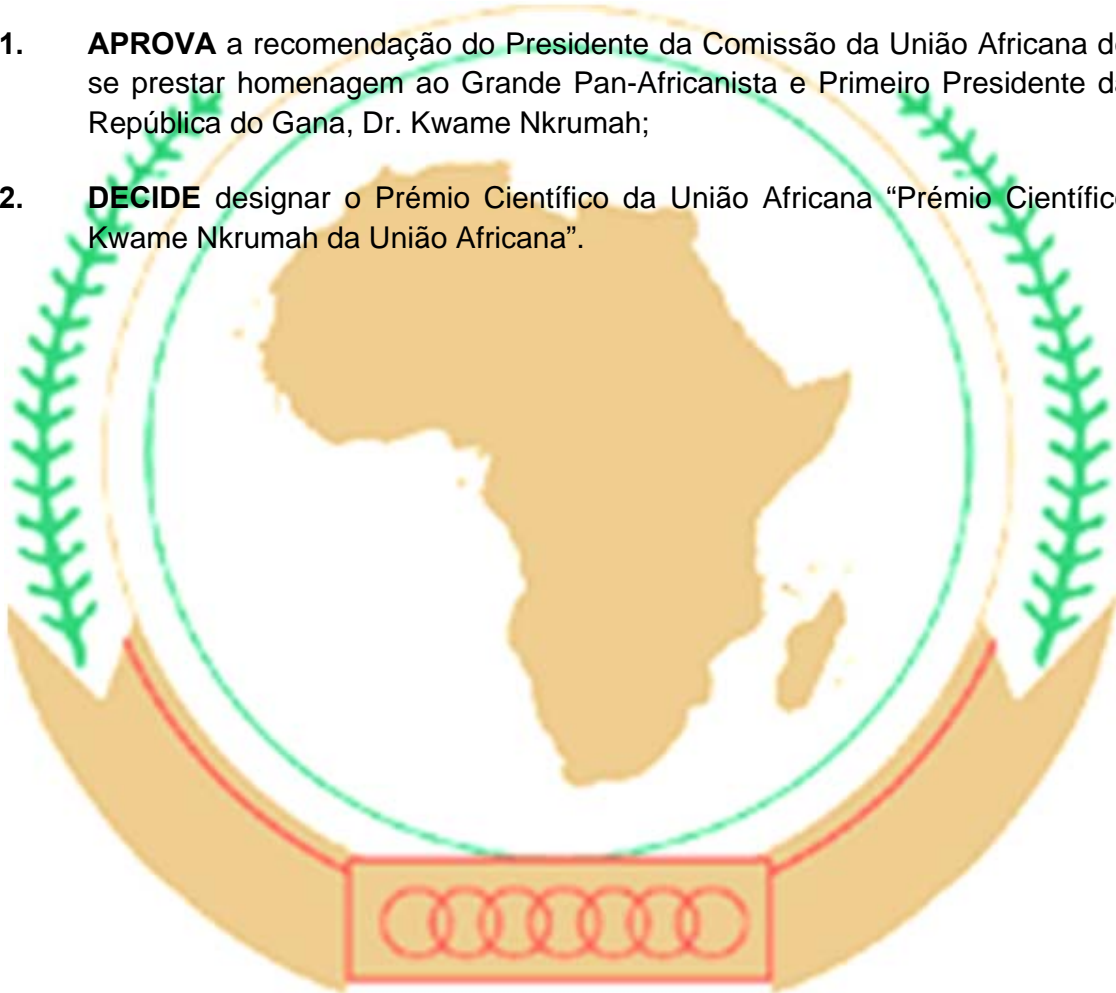 1. APROVA a recomendação do Presidente da Comissão da União Africana de
se prestar homenagem ao Grande Pan-Africanista e Primeiro Presidente da
República do Gana, Dr. Kwame Nkrumah;
2. DECIDE designar o Prémio Científico da União Africana “Prémio Científico
Kwame Nkrumah da União Africana”.